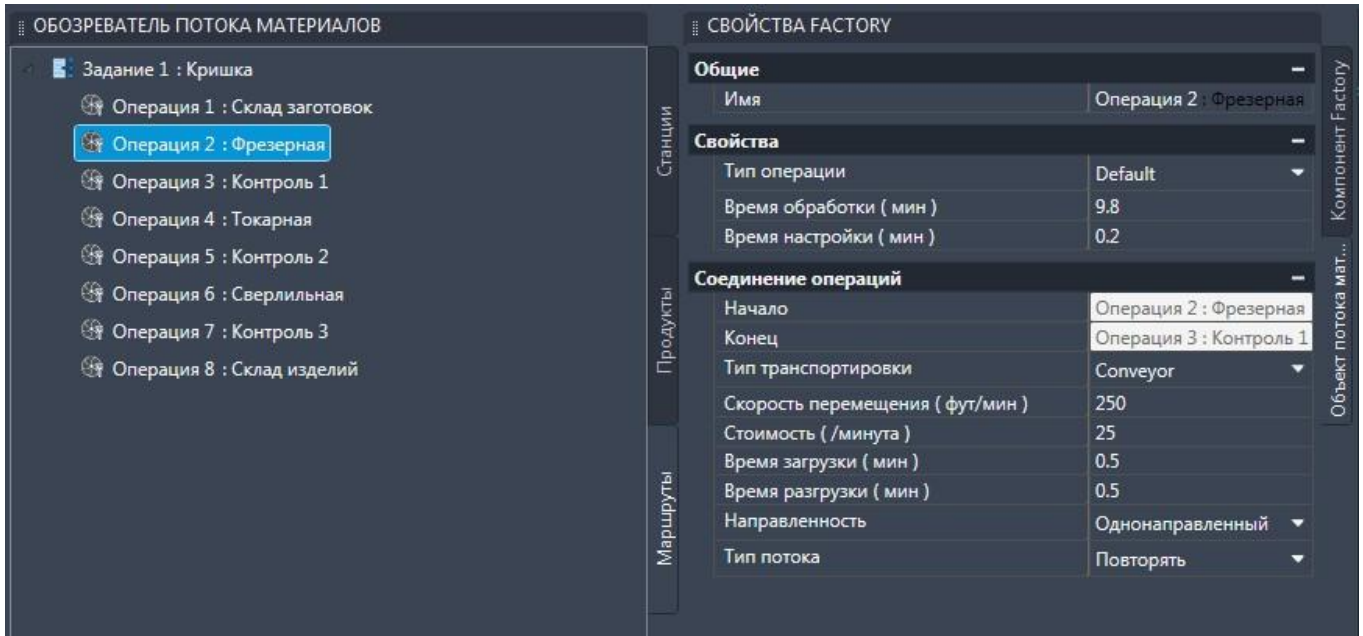 ОБОЗРЕВАТЕЛЬ ПОТОКА МАТЕРИАЛОВ
Задание 1 : Кришка
Операция 1 : Склад заготовок
Операция 2 : Фрезерная
Операция 3 : Контроль 1
Операция 4 : Токарная
Операция 5 : Контроль 2
Операция 6 : Сверлильная
Операция 7 : Контроль 3
Операция 8 : Склад изделий
Станции
Продукты
Маршруты
СВОЙСТВА FACTORY
Общие
Имя Операция 2 : Фрезерная
Свойства
Тип операции Default
Время обработки ( мин ) 9.8
Время настройки ( мин ) 0.2
Соединение операций
Начало Операция 2 : Фрезерная
Конец Операция 3 : Контроль 1
Тип транспортировки Conveyor
Скорость перемещения ( фут/мин ) 250
Стоимость ( /минута ) 25
Время загрузки ( мин ) 0.5
Время разгрузки ( мин ) 0.5
Направленность Однонаправленный
Тип потока Повторять
Компонент Factory
Объект потока мат...